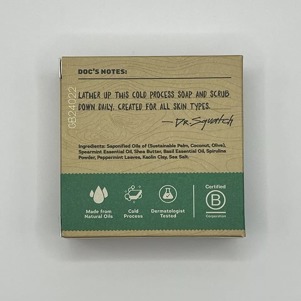 DOC'S NOTES:
LATHER UP THIS COLD PROCESS SOAP AND SCRUB
DOWN DAILY. CREATED FOR ALL SKIN TYPES.
—Dr. Squatch
Ingredients: Saponified Oils of (Sustainable Palm, Coconut, Olive),
Spearmint Essential Oil, Shea Butter, Basil Essential Oil, Spirulina
Powder, Peppermint Leaves, Kaolin Clay, Sea Salt.
Made from
Natural Oils
Cold
Process
Dermatologist
Tested
Certified
B
Corporation